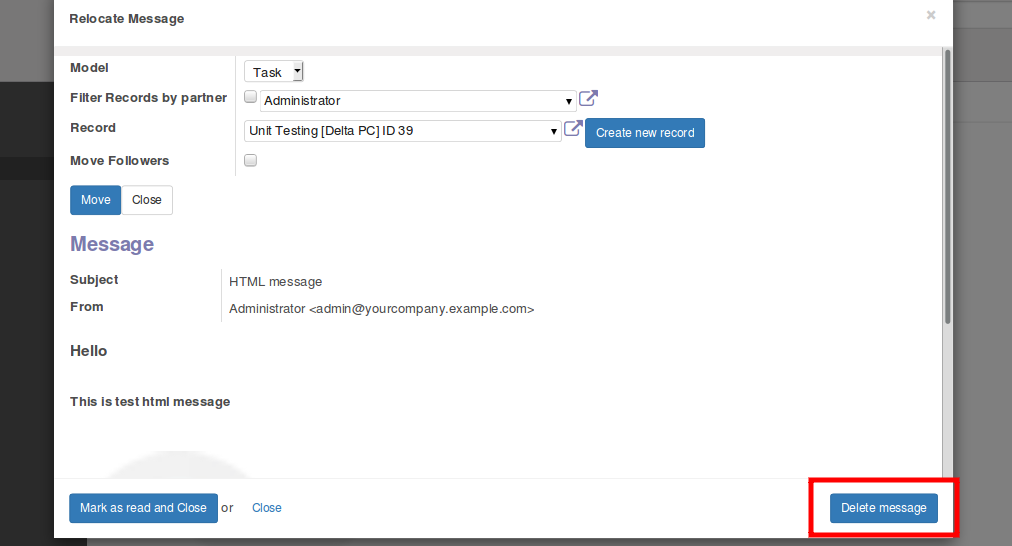 Relocate Message ×
Model Task
Filter Records by partner Administrator
Record Unit Testing [Delta PC] ID 39 Create new record
Move Followers
Move Close
Message
Subject HTML message
From Administrator <admin@yourcompany.example.com>
Hello
This is test html message
Mark as read and Close or Close Delete message